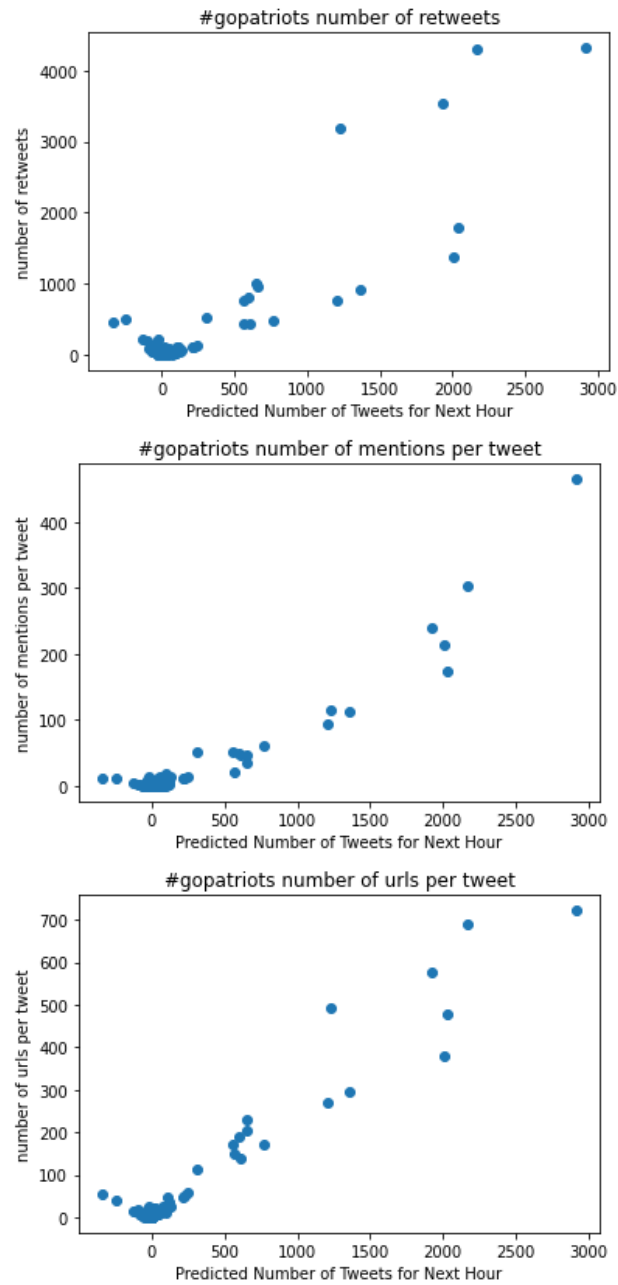 #gopatriots number of retweets
4000
3000
2000
1000
0
number of retweets
0 500 1000 1500 2000 2500 3000
Predicted Number of Tweets for Next Hour
#gopatriots number of mentions per tweet
400
300
200
100
0
number of mentions per tweet
0 500 1000 1500 2000 2500 3000
Predicted Number of Tweets for Next Hour
#gopatriots number of urls per tweet
700
600
500
400
300
200
100
0
number of urls per tweet
0 500 1000 1500 2000 2500 3000
Predicted Number of Tweets for Next Hour